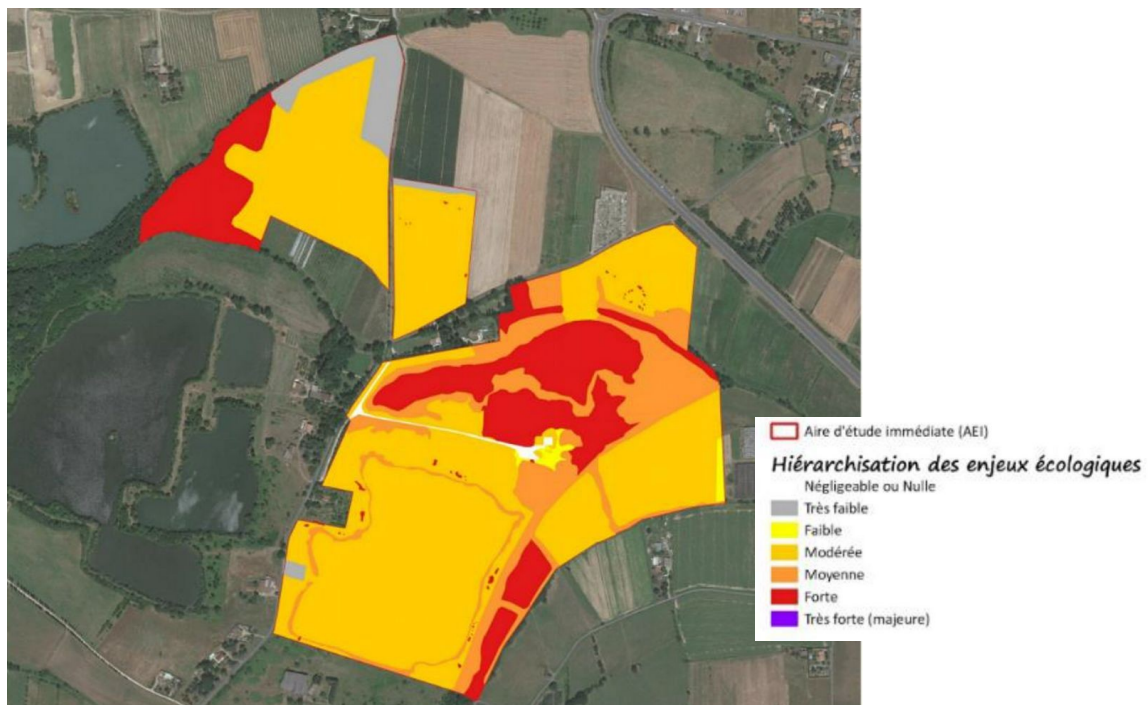 Aire d'étude immédiate (AEI)
Hiérarchisation des enjeux écologiques
Négligeable ou Nulle
Très faible
Faible
Modérée
Moyenne
Forte
Très forte (majeure)